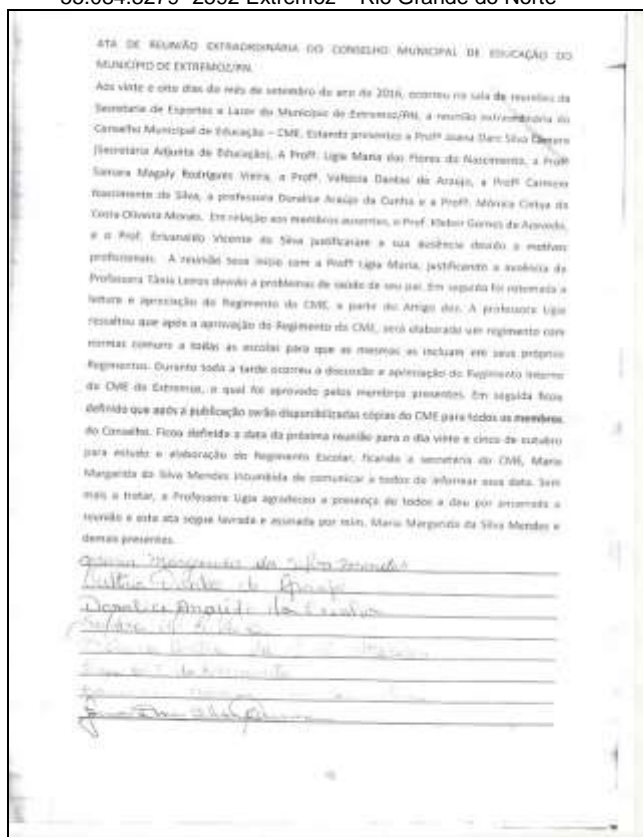 2392 Extremoz – Rio Grande do Norte
ATA DE REUNIÃO EXTRAORDINÁRIA DO CONSELHO MUNICIPAL DE EDUCAÇÃO DO
MUNICÍPIO DE EXTREMOZ/RN.
Aos vinte e oito dias do mês de setembro do ano de 2016, ocorreu na sala de reuniões da
Secretaria de Esportes e Lazer do Município de Extremoz/RN, a reunião extraordinária do
Conselho Municipal de Educação – CME. Estando presentes a Profª Joana Darc Silva Câmara
(Secretária Adjunta de Educação), A Profª. Ligia Maria das Flores do Nascimento, a Profª
Samara Magaly Rodrigues Vieira, a Profª. Valtézia Dantas de Araújo, a Profª Carmem
Nascimento da Silva, a professora Doralice Araújo da Cunha e a Profª. Mônica Cintya da
Costa Oliveira Morais. Em relação aos membros ausentes, o Prof. Kleber Gomes de Azevedo,
e o Prof. Erivanaldo Vicente da Silva justificaram a sua ausência devido a motivos
profissionais. A reunião teve início com a Profª Ligia Maria, justificando a ausência da
Professora Tânia Leiros devido a problemas de saúde do seu pai. Em seguida foi retomada a
leitura e apreciação do Regimento do CME, a partir do Artigo dez. A professora Ligia
ressaltou que após a aprovação do Regimento do CME, será elaborado um regimento com
normas comuns a todas as escolas para que as mesmas as incluam em seus próprios
Regimentos. Durante toda a tarde ocorreu a discussão e apreciação do Regimento Interno
do CME de Extremoz, o qual foi aprovado pelos membros presentes. Em seguida ficou
definido que após a publicação serão disponibilizadas cópias do CME para todos os membros
do Conselho. Ficou definida a data da próxima reunião para o dia vinte e cinco de outubro
para estudo e elaboração do Regimento Escolar, ficando a secretária do CME, Maria
Margarida da Silva Mendes incumbida de comunicar a todos do informar essa data. Sem
mais a tratar, a Professora Ligia agradeceu a presença de todos e deu por encerrada a
reunião e esta ata segue lavrada e assinada por mim, Maria Margarida da Silva Mendes e
demais presentes.
Maria Margarida da Silva Mendes
Dantas de Araújo
Doralice Araújo da Cunha